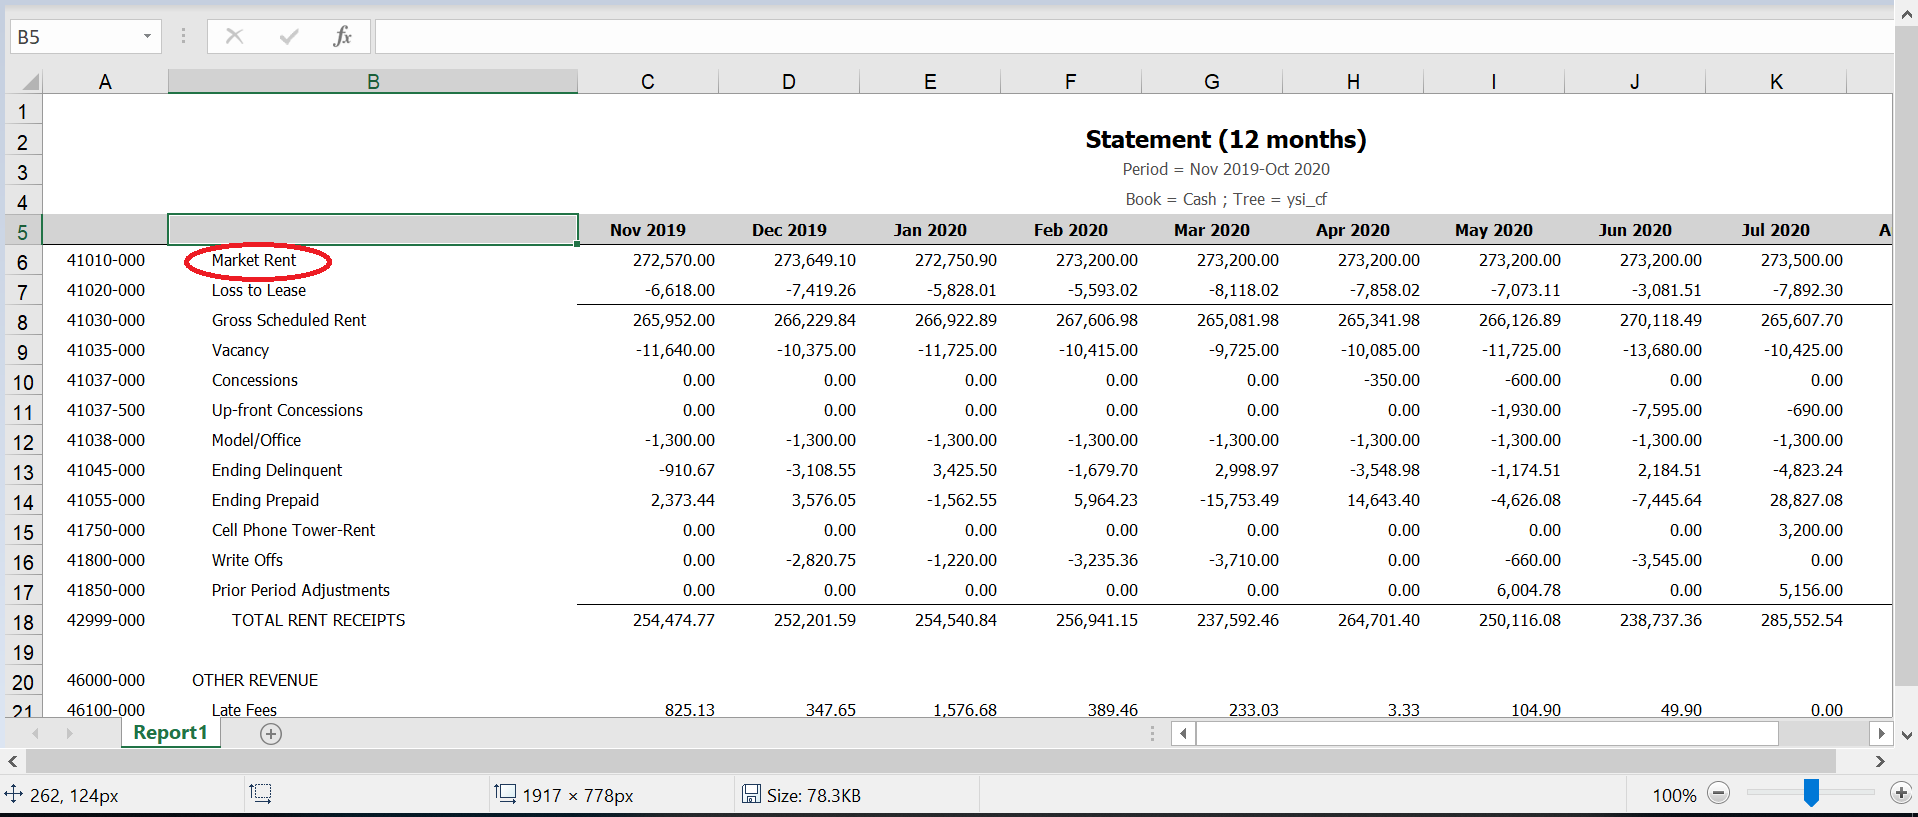 B5 fx
A B C D E F G H I J K
1
2 Statement (12 months)
3 Period = Nov 2019-Oct 2020
4 Book = Cash ; Tree = ysi_cf
5 Nov 2019 Dec 2019 Jan 2020 Feb 2020 Mar 2020 Apr 2020 May 2020 Jun 2020 Jul 2020 A
6 41010-000 Market Rent 272,570.00 273,649.10 272,750.90 273,200.00 273,200.00 273,200.00 273,200.00 273,200.00 273,500.00
7 41020-000 Loss to Lease -6,618.00 -7,419.26 -5,828.01 -5,593.02 -8,118.02 -7,858.02 -7,073.11 -3,081.51 -7,892.30
8 41030-000 Gross Scheduled Rent 265,952.00 266,229.84 266,922.89 267,606.98 265,081.98 265,341.98 266,126.89 270,118.49 265,607.70
9 41035-000 Vacancy -11,640.00 -10,375.00 -11,725.00 -10,415.00 -9,725.00 -10,085.00 -11,725.00 -13,680.00 -10,425.00
10 41037-000 Concessions 0.00 0.00 0.00 0.00 0.00 -350.00 -600.00 0.00 0.00
11 41037-500 Up-front Concessions 0.00 0.00 0.00 0.00 0.00 0.00 -1,930.00 -7,595.00 -690.00
12 41038-000 Model/Office -1,300.00 -1,300.00 -1,300.00 -1,300.00 -1,300.00 -1,300.00 -1,300.00 -1,300.00 -1,300.00
13 41045-000 Ending Delinquent -910.67 -3,108.55 3,425.50 -1,679.70 2,998.97 -3,548.98 -1,174.51 2,184.51 -4,823.24
14 41055-000 Ending Prepaid 2,373.44 3,576.05 -1,562.55 5,964.23 -15,753.49 14,643.40 -4,626.08 -7,445.64 28,827.08
15 41750-000 Cell Phone Tower-Rent 0.00 0.00 0.00 0.00 0.00 0.00 0.00 0.00 3,200.00
16 41800-000 Write Offs 0.00 -2,820.75 -1,220.00 -3,235.36 -3,710.00 0.00 -660.00 -3,545.00 0.00
17 41850-000 Prior Period Adjustments 0.00 0.00 0.00 0.00 0.00 0.00 6,004.78 0.00 5,156.00
18 42999-000 TOTAL RENT RECEIPTS 254,474.77 252,201.59 254,540.84 256,941.15 237,592.46 264,701.40 250,116.08 238,737.36 285,552.54
19
20 46000-000 OTHER REVENUE
21 46100-000 Late Fees 825.13 347.65 1,576.68 389.46 233.03 3.33 104.90 49.90 0.00
Report1
262, 124px 1917 × 778px Size: 78.3KB 100%